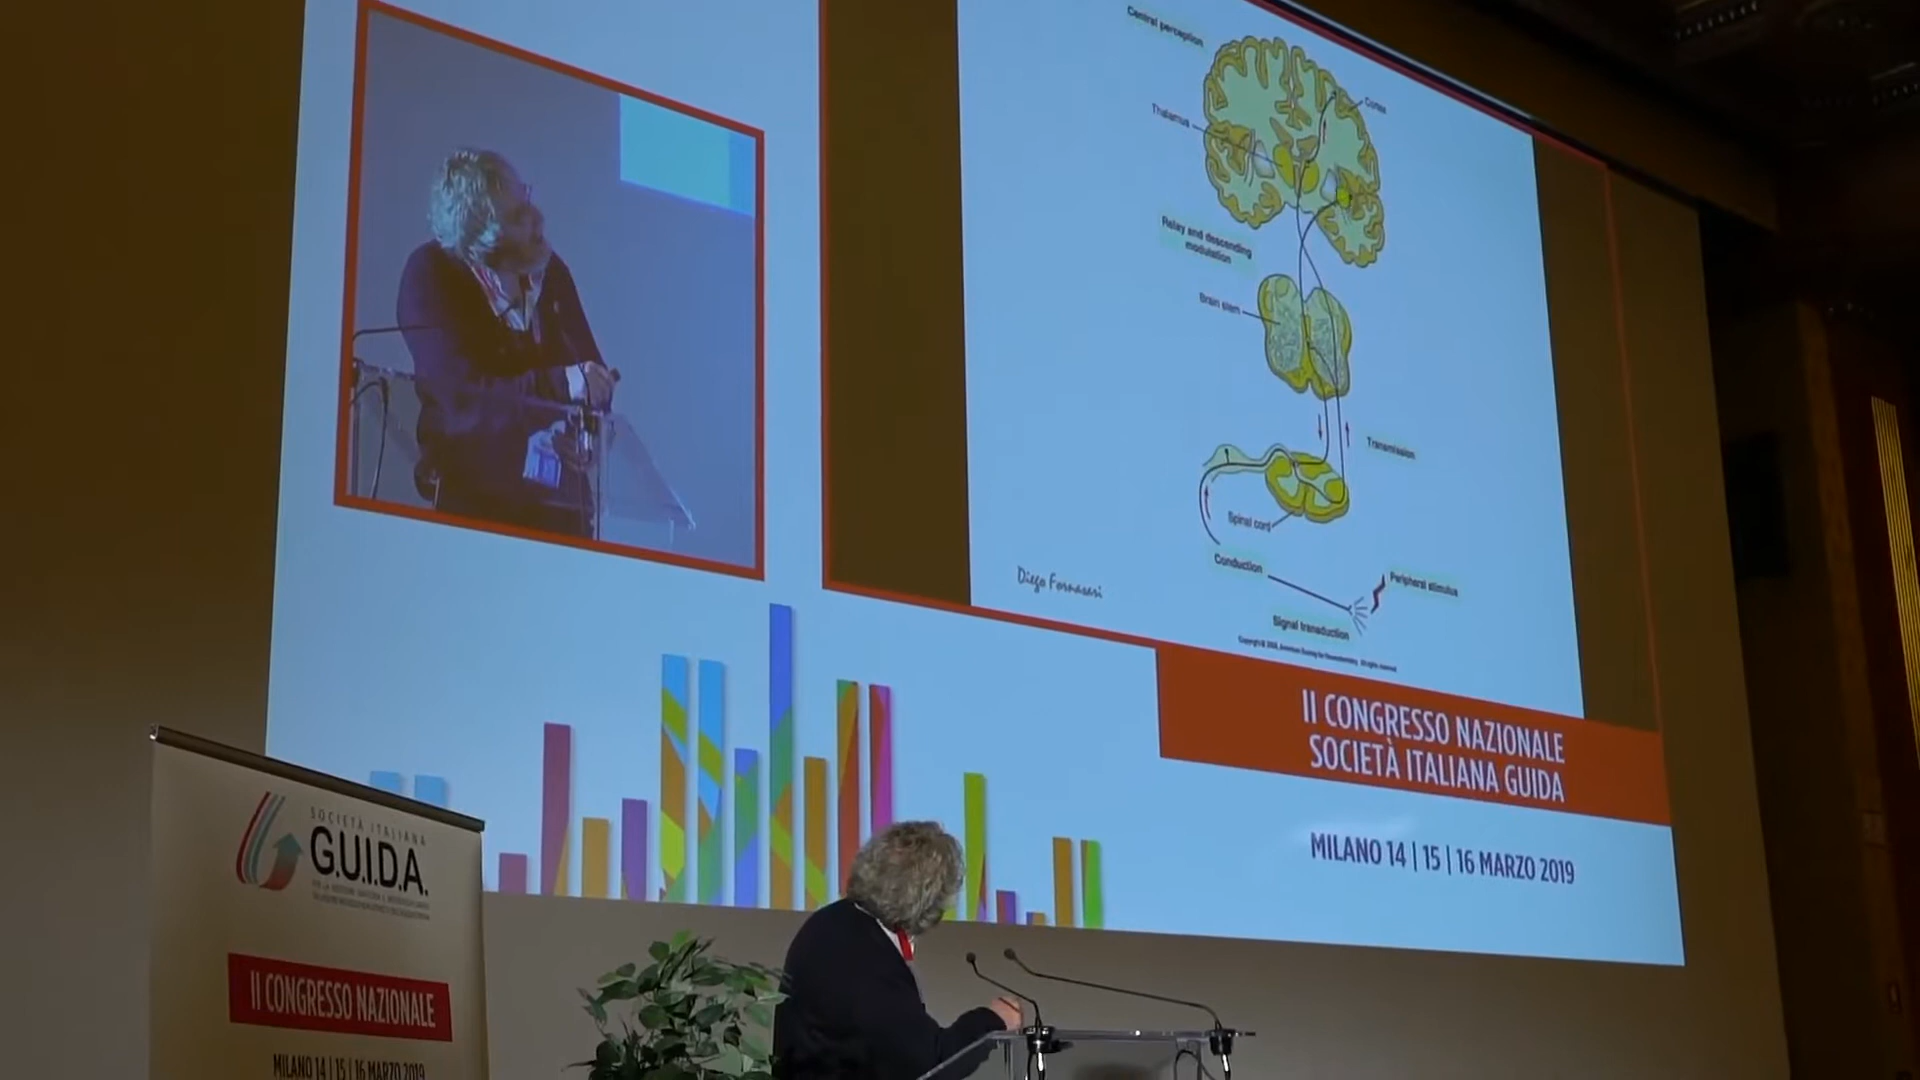 Central perception
Cortex
Thalamus
Relay and descending
modulation
Brain stem
Transmission
Spinal cord
Conduction
Peripheral stimulus
Signal transduction
Diego Fornasari
II CONGRESSO NAZIONALE
SOCIETÀ ITALIANA GUIDA
MILANO 14 | 15 | 16 MARZO 2019
SOCIETÀ ITALIANA
G.U.I.D.A.
II CONGRESSO NAZIONALE
MILANO 14 | 15 | 16 MARZO 2019